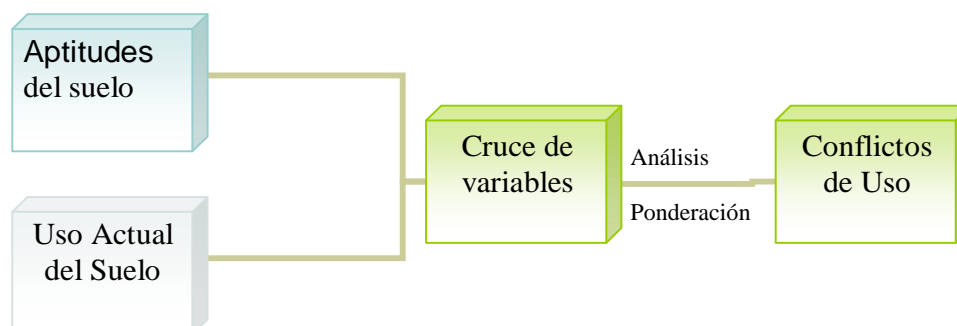 Aptitudes
del suelo
Uso Actual
del Suelo
Cruce de
variables
Análisis
Ponderación
Conflictos
de Uso